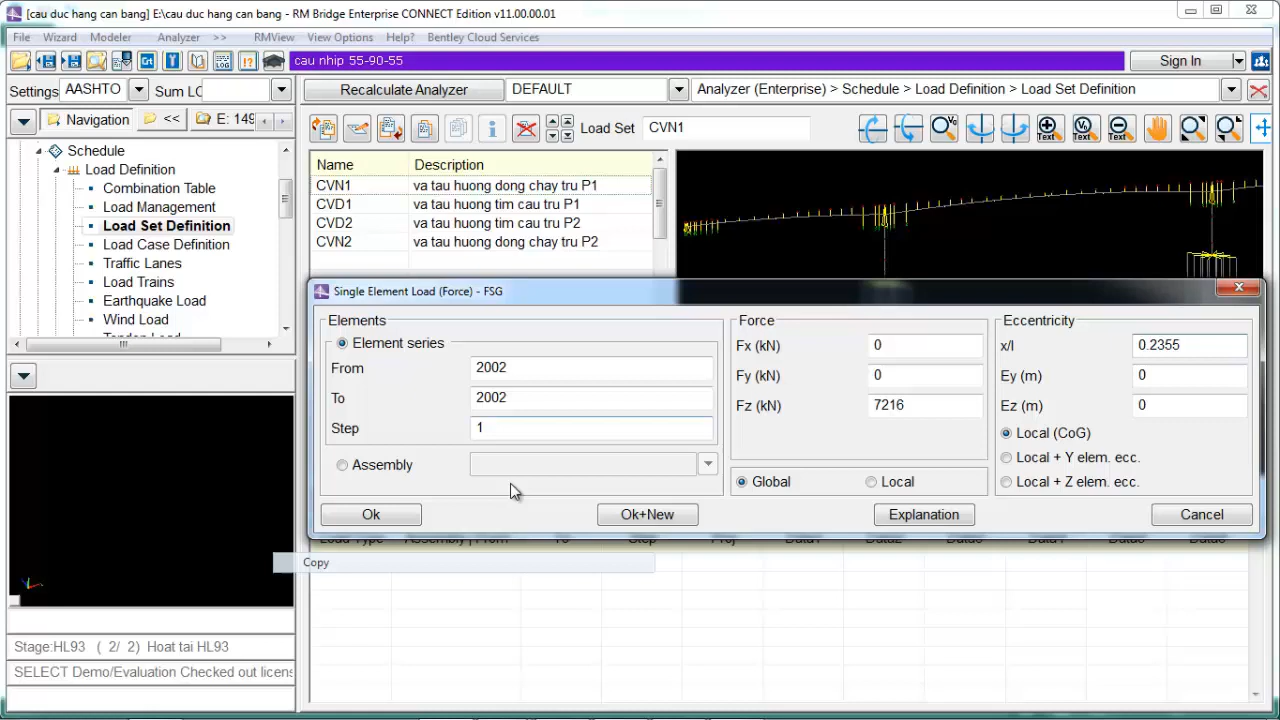 [cau duc hang can bang] E:\cau duc hang can bang - RM Bridge Enterprise CONNECT Edition v11.00.00.01
File Wizard Modeler Analyzer >> RMView View Options Help? Bentley Cloud Services
cau nhip 55-90-55
Sign In
Settings AASHTO Sum LC
Recalculate Analyzer DEFAULT Analyzer (Enterprise) > Schedule > Load Definition > Load Set Definition
Navigation << E: 149
Load Set CVN1
Schedule
Load Definition
Combination Table
Load Management
Load Set Definition
Load Case Definition
Traffic Lanes
Load Trains
Earthquake Load
Wind Load
Name Description
CVN1 va tau huong dong chay tru P1
CVD1 va tau huong tim cau tru P1
CVD2 va tau huong tim cau tru P2
CVN2 va tau huong dong chay tru P2
Single Element Load (Force) - FSG
Elements
Element series
From 2002
To 2002
Step 1
Assembly
Force
Fx (kN) 0
Fy (kN) 0
Fz (kN) 7216
Global Local
Eccentricity
x/l 0.2355
Ey (m) 0
Ez (m) 0
Local (CoG)
Local + Y elem. ecc.
Local + Z elem. ecc.
Ok Ok+New Explanation Cancel
Copy
Stage:HL93 ( 2/ 2) Hoat tai HL93
SELECT Demo/Evaluation Checked out licens